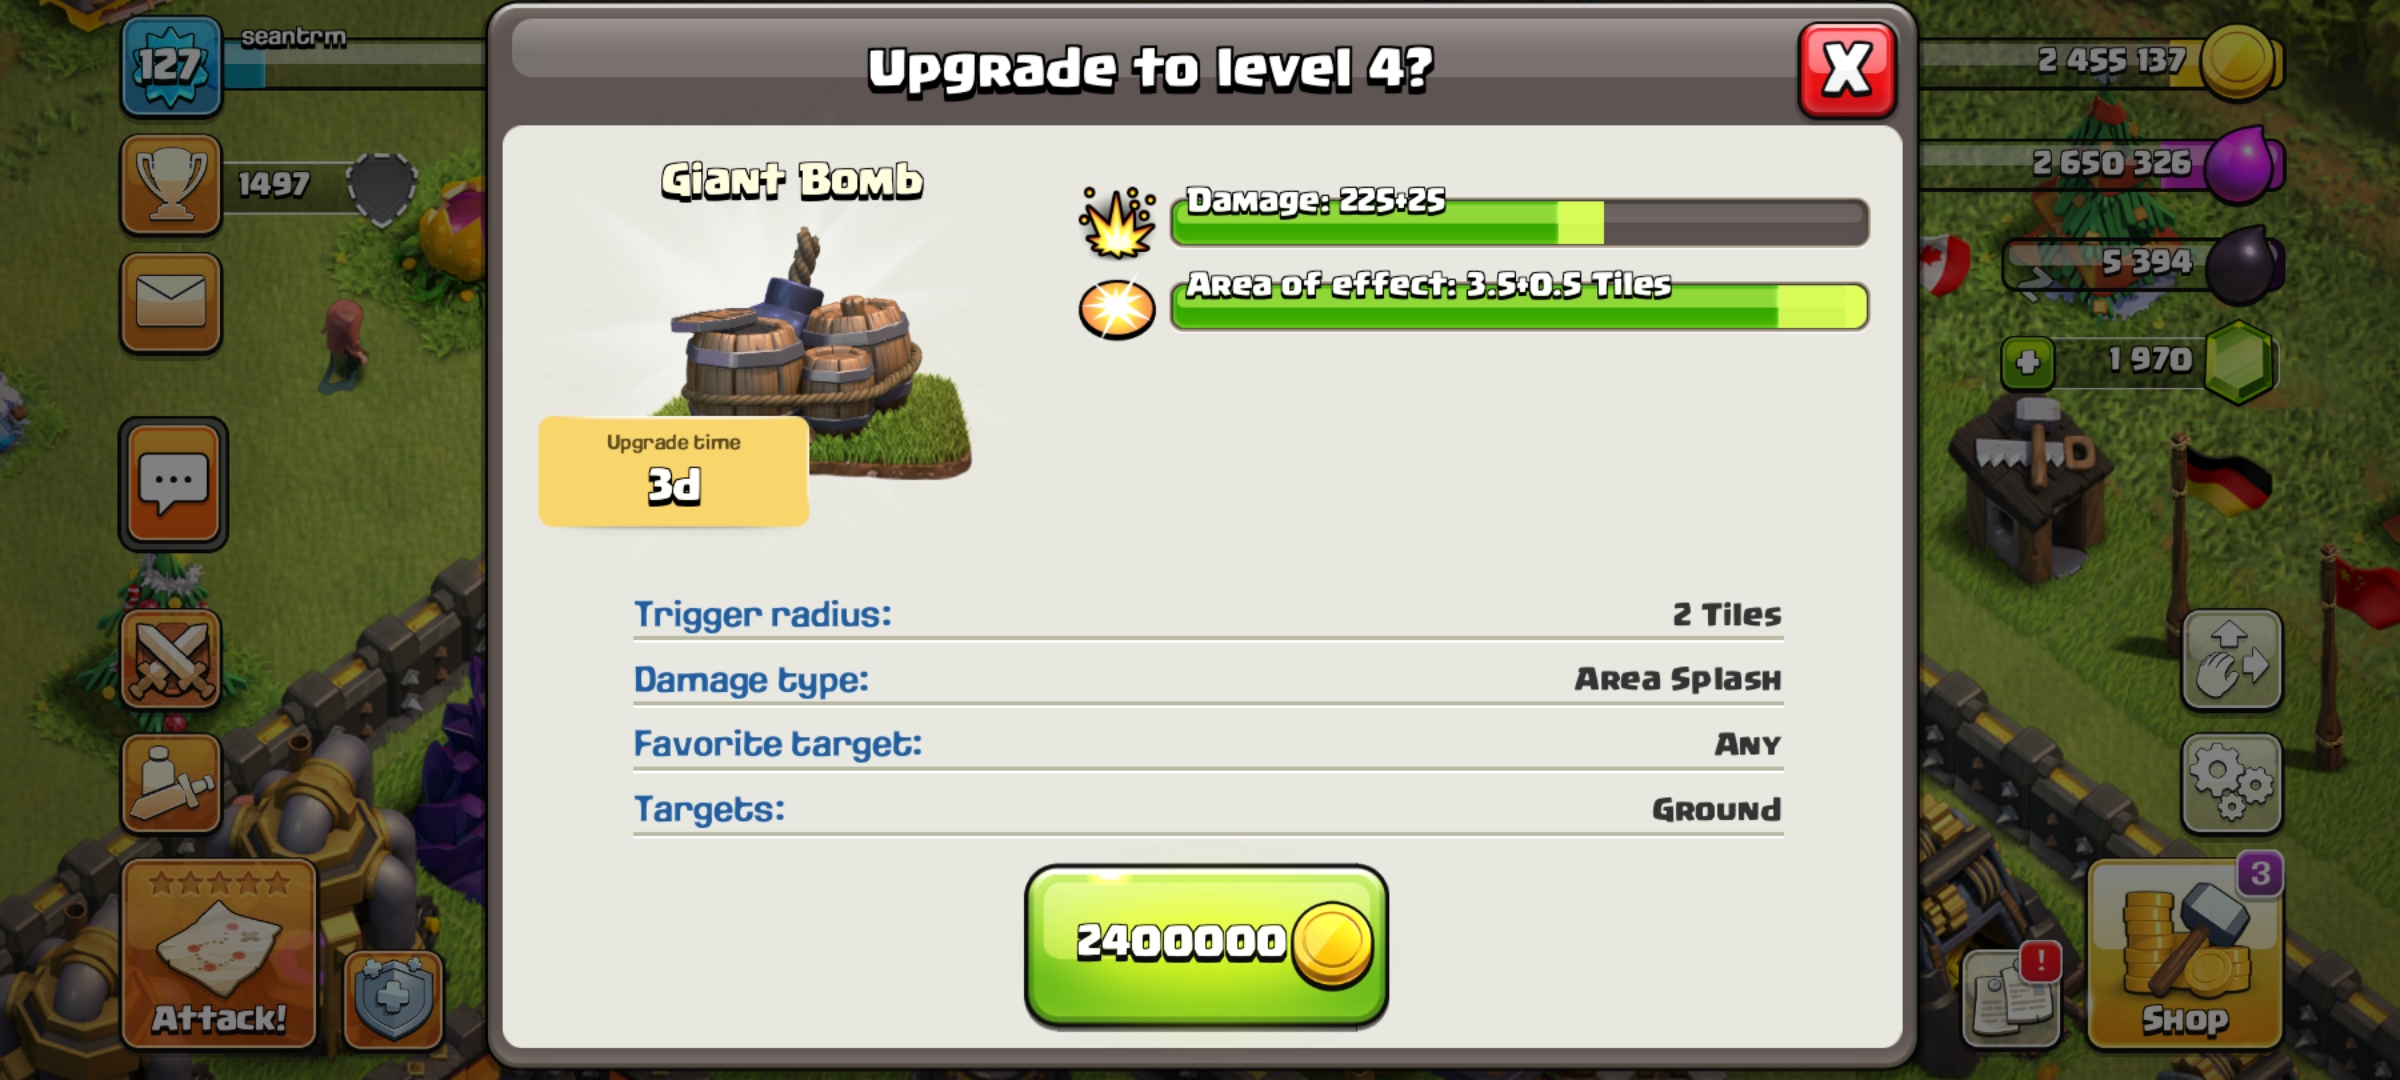 127
seantrm
1497
Attack!
Upgrade to level 4?
X
Giant Bomb
Damage: 225+25
Area of effect: 3.5+0.5 Tiles
Upgrade time
3d
Trigger radius: 2 Tiles
Damage type: Area Splash
Favorite target: Any
Targets: Ground
2400000
2 455 137
2 650 326
5 394
+ 1 970
!
3
Shop